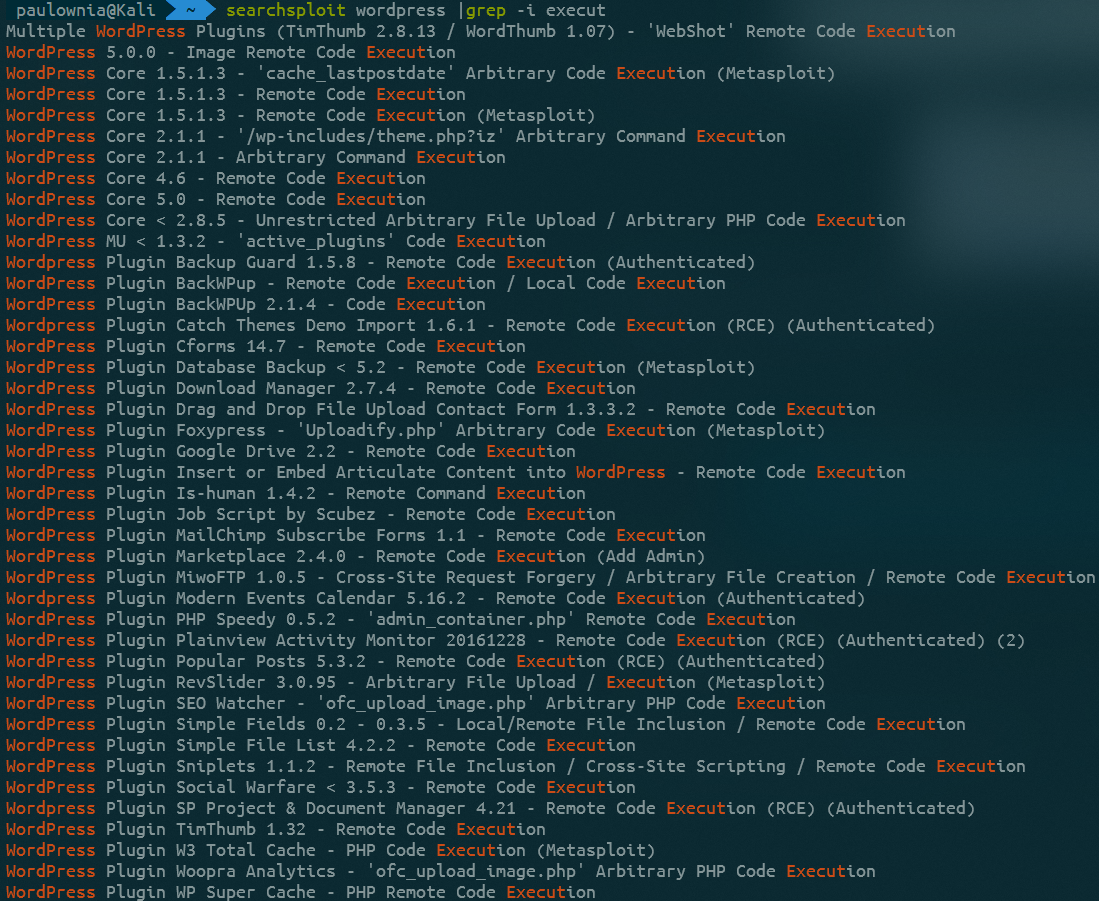 paulownia@Kali ~ searchsploit wordpress |grep -i execut
Multiple WordPress Plugins (TimThumb 2.8.13 / WordThumb 1.07) - 'WebShot' Remote Code Execution
WordPress 5.0.0 - Image Remote Code Execution
WordPress Core 1.5.1.3 - 'cache_lastpostdate' Arbitrary Code Execution (Metasploit)
WordPress Core 1.5.1.3 - Remote Code Execution
WordPress Core 1.5.1.3 - Remote Code Execution (Metasploit)
WordPress Core 2.1.1 - '/wp-includes/theme.php?iz' Arbitrary Command Execution
WordPress Core 2.1.1 - Arbitrary Command Execution
WordPress Core 4.6 - Remote Code Execution
WordPress Core 5.0 - Remote Code Execution
WordPress Core < 2.8.5 - Unrestricted Arbitrary File Upload / Arbitrary PHP Code Execution
WordPress MU < 1.3.2 - 'active_plugins' Code Execution
Wordpress Plugin Backup Guard 1.5.8 - Remote Code Execution (Authenticated)
WordPress Plugin BackWPup - Remote Code Execution / Local Code Execution
WordPress Plugin BackWPUp 2.1.4 - Code Execution
Wordpress Plugin Catch Themes Demo Import 1.6.1 - Remote Code Execution (RCE) (Authenticated)
WordPress Plugin Cforms 14.7 - Remote Code Execution
WordPress Plugin Database Backup < 5.2 - Remote Code Execution (Metasploit)
WordPress Plugin Download Manager 2.7.4 - Remote Code Execution
WordPress Plugin Drag and Drop File Upload Contact Form 1.3.3.2 - Remote Code Execution
WordPress Plugin Foxypress - 'Uploadify.php' Arbitrary Code Execution (Metasploit)
WordPress Plugin Google Drive 2.2 - Remote Code Execution
WordPress Plugin Insert or Embed Articulate Content into WordPress - Remote Code Execution
WordPress Plugin Is-human 1.4.2 - Remote Command Execution
WordPress Plugin Job Script by Scubez - Remote Code Execution
WordPress Plugin MailChimp Subscribe Forms 1.1 - Remote Code Execution
WordPress Plugin Marketplace 2.4.0 - Remote Code Execution (Add Admin)
WordPress Plugin MiwoFTP 1.0.5 - Cross-Site Request Forgery / Arbitrary File Creation / Remote Code Execution
Wordpress Plugin Modern Events Calendar 5.16.2 - Remote Code Execution (Authenticated)
WordPress Plugin PHP Speedy 0.5.2 - 'admin_container.php' Remote Code Execution
WordPress Plugin Plainview Activity Monitor 20161228 - Remote Code Execution (RCE) (Authenticated) (2)
WordPress Plugin Popular Posts 5.3.2 - Remote Code Execution (RCE) (Authenticated)
WordPress Plugin RevSlider 3.0.95 - Arbitrary File Upload / Execution (Metasploit)
WordPress Plugin SEO Watcher - 'ofc_upload_image.php' Arbitrary PHP Code Execution
WordPress Plugin Simple Fields 0.2 - 0.3.5 - Local/Remote File Inclusion / Remote Code Execution
WordPress Plugin Simple File List 4.2.2 - Remote Code Execution
WordPress Plugin Sniplets 1.1.2 - Remote File Inclusion / Cross-Site Scripting / Remote Code Execution
WordPress Plugin Social Warfare < 3.5.3 - Remote Code Execution
Wordpress Plugin SP Project & Document Manager 4.21 - Remote Code Execution (RCE) (Authenticated)
WordPress Plugin TimThumb 1.32 - Remote Code Execution
WordPress Plugin W3 Total Cache - PHP Code Execution (Metasploit)
WordPress Plugin Woopra Analytics - 'ofc_upload_image.php' Arbitrary PHP Code Execution
WordPress Plugin WP Super Cache - PHP Remote Code Execution